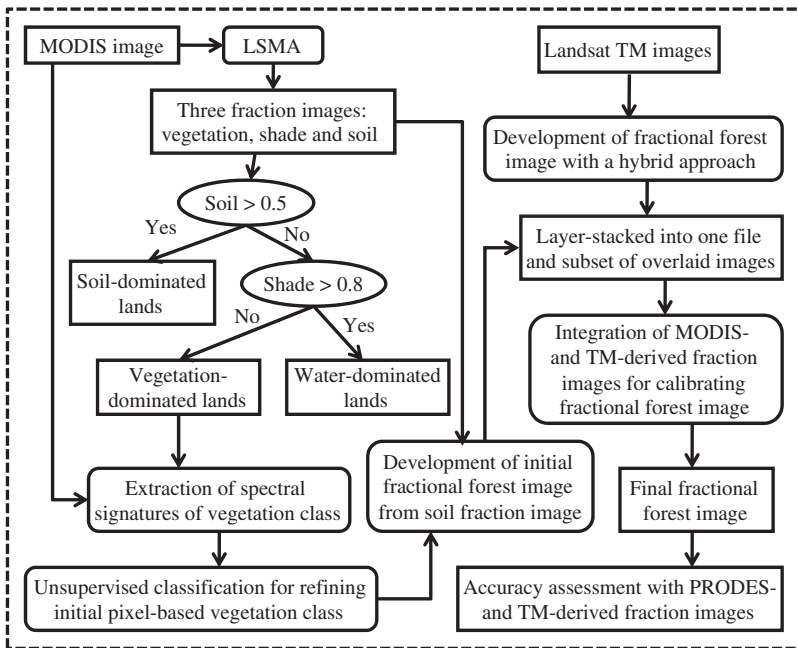 MODIS image
LSMA
Three fraction images:
vegetation, shade and soil
Soil > 0.5
Yes
No
Soil-dominated
lands
Shade > 0.8
No
Yes
Vegetation-
dominated lands
Water-dominated
lands
Extraction of spectral
signatures of vegetation class
Unsupervised classification for refining
initial pixel-based vegetation class
Development of initial
fractional forest image
from soil fraction image
Landsat TM images
Development of fractional forest
image with a hybrid approach
Layer-stacked into one file
and subset of overlaid images
Integration of MODIS-
and TM-derived fraction
images for calibrating
fractional forest image
Final fractional
forest image
Accuracy assessment with PRODES-
and TM-derived fraction images